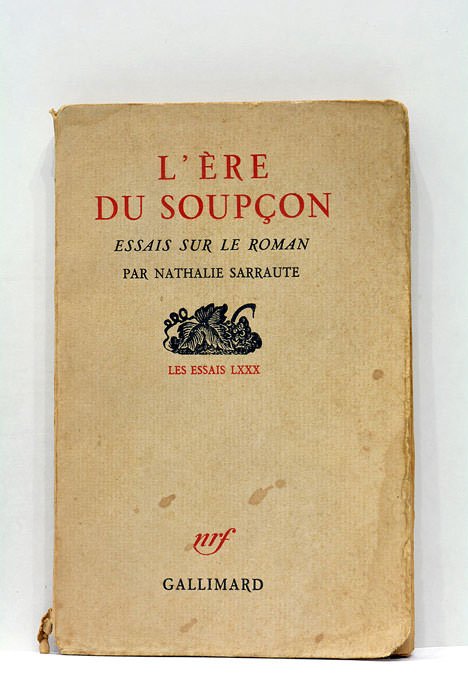 L'ÈRE
DU SOUPÇON
ESSAIS SUR LE ROMAN
PAR NATHALIE SARRAUTE
LES ESSAIS LXXX
nrf
GALLIMARD